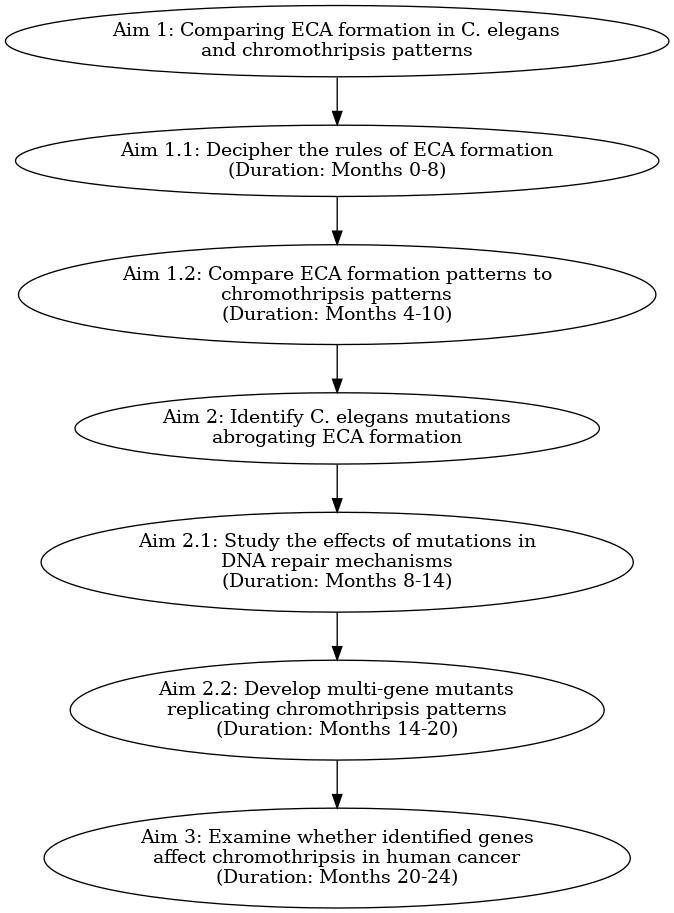 Aim 1: Comparing ECA formation in C. elegans
and chromothripsis patterns
Aim 1.1: Decipher the rules of ECA formation
(Duration: Months 0-8)
Aim 1.2: Compare ECA formation patterns to
chromothripsis patterns
(Duration: Months 4-10)
Aim 2: Identify C. elegans mutations
abrogating ECA formation
Aim 2.1: Study the effects of mutations in
DNA repair mechanisms
(Duration: Months 8-14)
Aim 2.2: Develop multi-gene mutants
replicating chromothripsis patterns
(Duration: Months 14-20)
Aim 3: Examine whether identified genes
affect chromothripsis in human cancer
(Duration: Months 20-24)